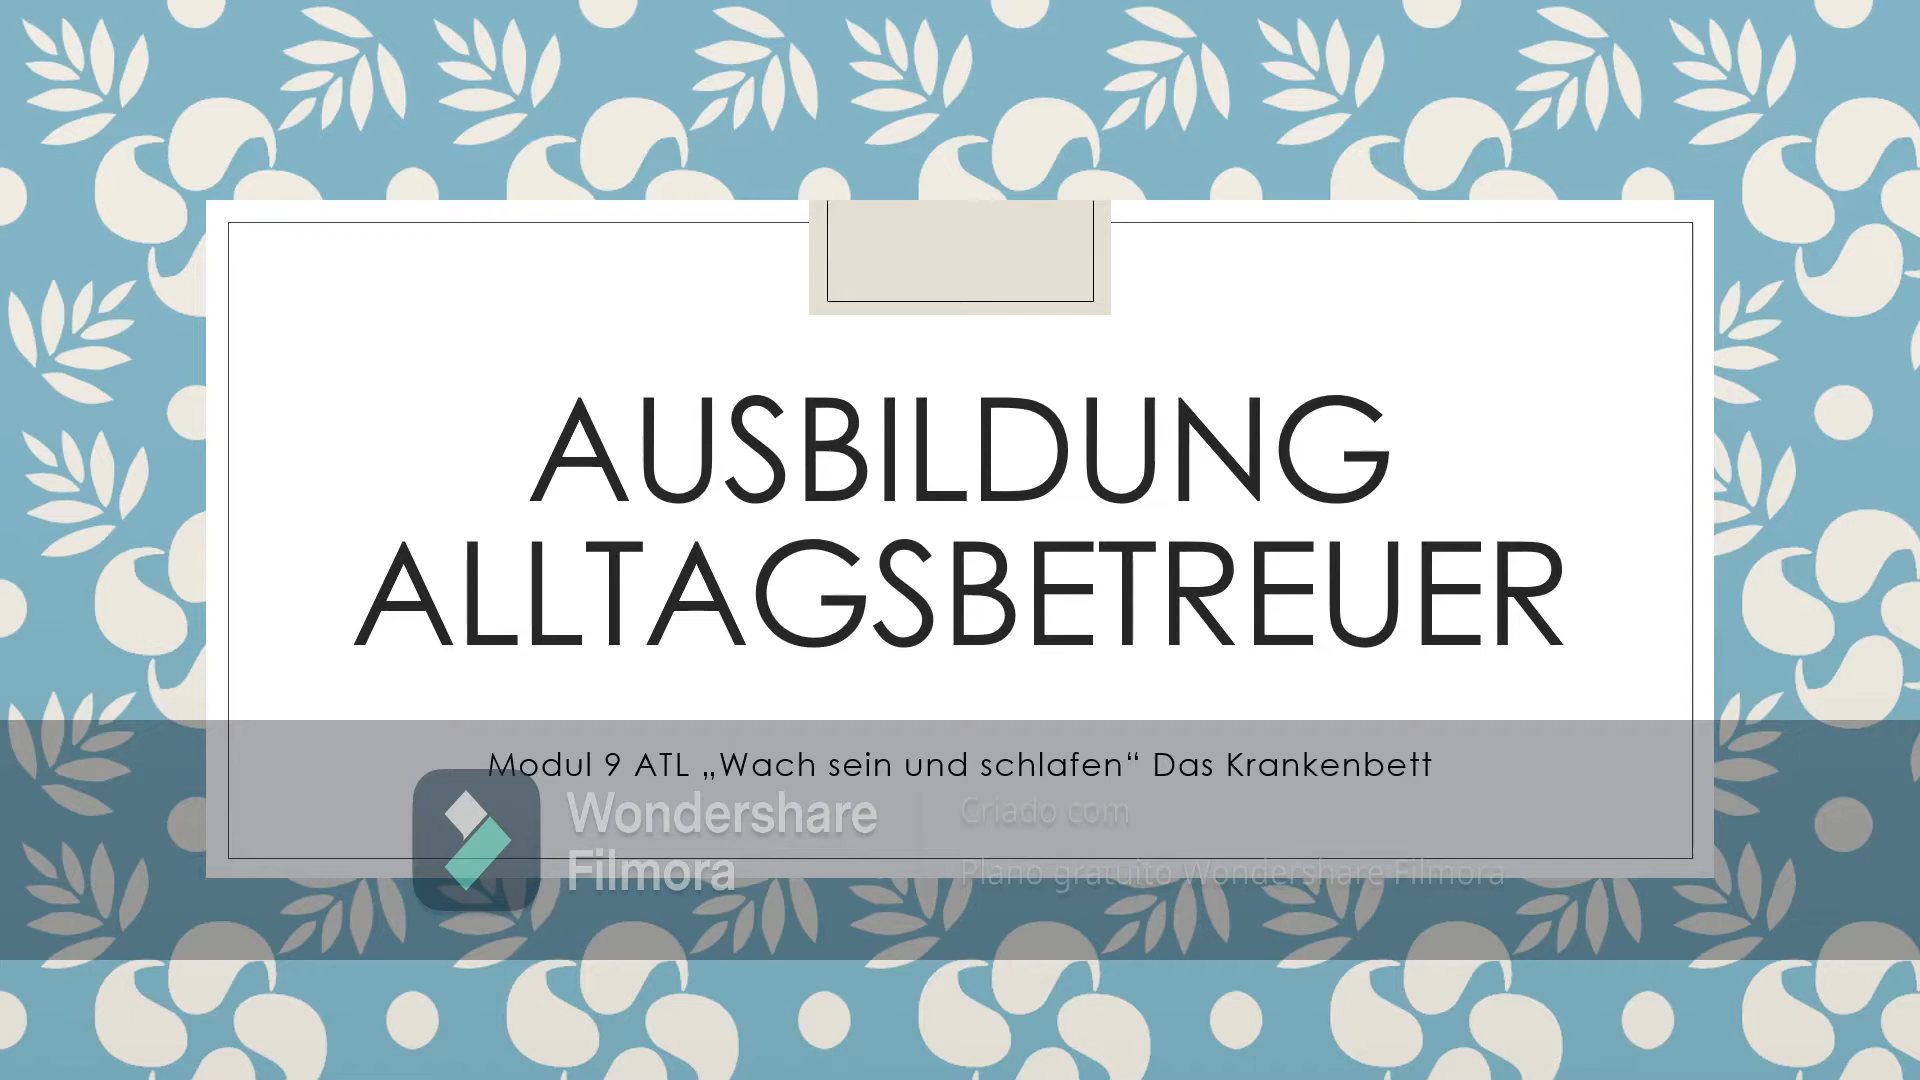 AUSBILDUNG
ALLTAGSBETREUER
Modul 9 ATL „Wach sein und schlafen“ Das Krankenbett
Wondershare
Filmora
Criado com
Plano gratuito Wondershare Filmora